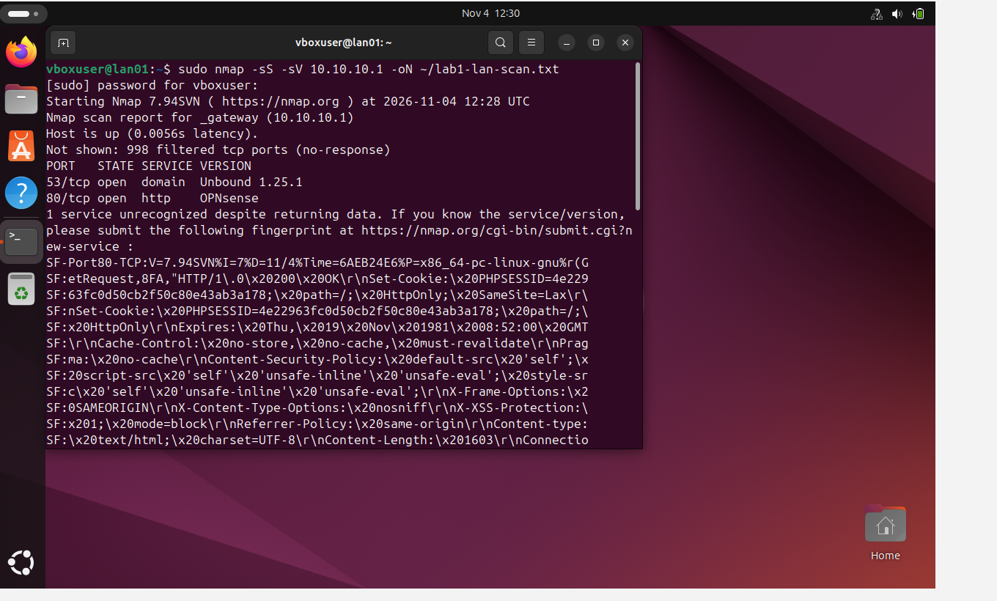 Nov 4 12:30
vboxuser@lan01: ~
vboxuser@lan01:~$ sudo nmap -sS -sV 10.10.10.1 -oN ~/lab1-lan-scan.txt
[sudo] password for vboxuser:
Starting Nmap 7.94SVN ( https://nmap.org ) at 2026-11-04 12:28 UTC
Nmap scan report for _gateway (10.10.10.1)
Host is up (0.0056s latency).
Not shown: 998 filtered tcp ports (no-response)
PORT   STATE SERVICE VERSION
53/tcp open  domain  Unbound 1.25.1
80/tcp open  http    OPNsense
1 service unrecognized despite returning data. If you know the service/version,
please submit the following fingerprint at https://nmap.org/cgi-bin/submit.cgi?n
ew-service :
SF-Port80-TCP:V=7.94SVN%I=7%D=11/4%Time=6AEB24E6%P=x86_64-pc-linux-gnu%r(G
SF:etRequest,8FA,"HTTP/1\.0\x20200\x20OK\r\nSet-Cookie:\x20PHPSESSID=4e229
SF:63fc0d50cb2f50c80e43ab3a178;\x20path=/;\x20HttpOnly;\x20SameSite=Lax\r\
SF:nSet-Cookie:\x20PHPSESSID=4e22963fc0d50cb2f50c80e43ab3a178;\x20path=/;\
SF:x20HttpOnly\r\nExpires:\x20Thu,\x2019\x20Nov\x201981\x2008:52:00\x20GMT
SF:\r\nCache-Control:\x20no-store,\x20no-cache,\x20must-revalidate\r\nPrag
SF:ma:\x20no-cache\r\nContent-Security-Policy:\x20default-src\x20'self';\x
SF:20script-src\x20'self'\x20'unsafe-inline'\x20'unsafe-eval';\x20style-sr
SF:c\x20'self'\x20'unsafe-inline'\x20'unsafe-eval';\r\nX-Frame-Options:\x2
SF:0SAMEORIGIN\r\nX-Content-Type-Options:\x20nosniff\r\nX-XSS-Protection:\
SF:x201;\x20mode=block\r\nReferrer-Policy:\x20same-origin\r\nContent-type:
SF:\x20text/html;\x20charset=UTF-8\r\nContent-Length:\x201603\r\nConnectio
Home